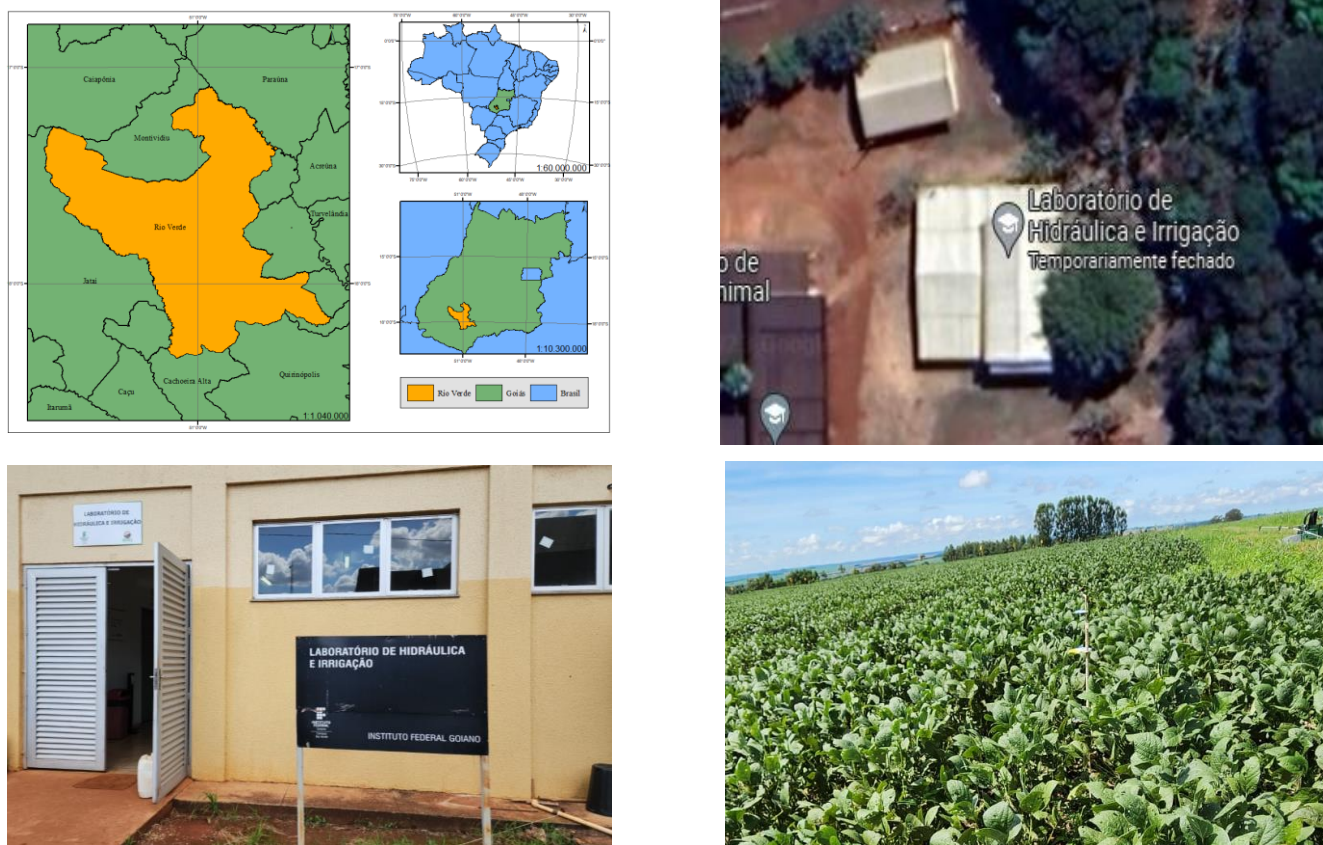 Caiapônia
Paraúna
Montividiu
Acreúna
Turvelândia
Rio Verde
Jataí
Quirinópolis
Cachoeira Alta
Caçu
Itarumã
1:1.040.000
1:60.000.000
1:10.300.000
Rio Verde
Goiás
Brasil
Laboratório de
Hidráulica e Irrigação
Temporariamente fechado
o de
nimal
LABORATÓRIO DE
HIDRÁULICA E IRRIGAÇÃO
LABORATÓRIO DE HIDRÁULICA
E IRRIGAÇÃO
INSTITUTO FEDERAL GOIANO